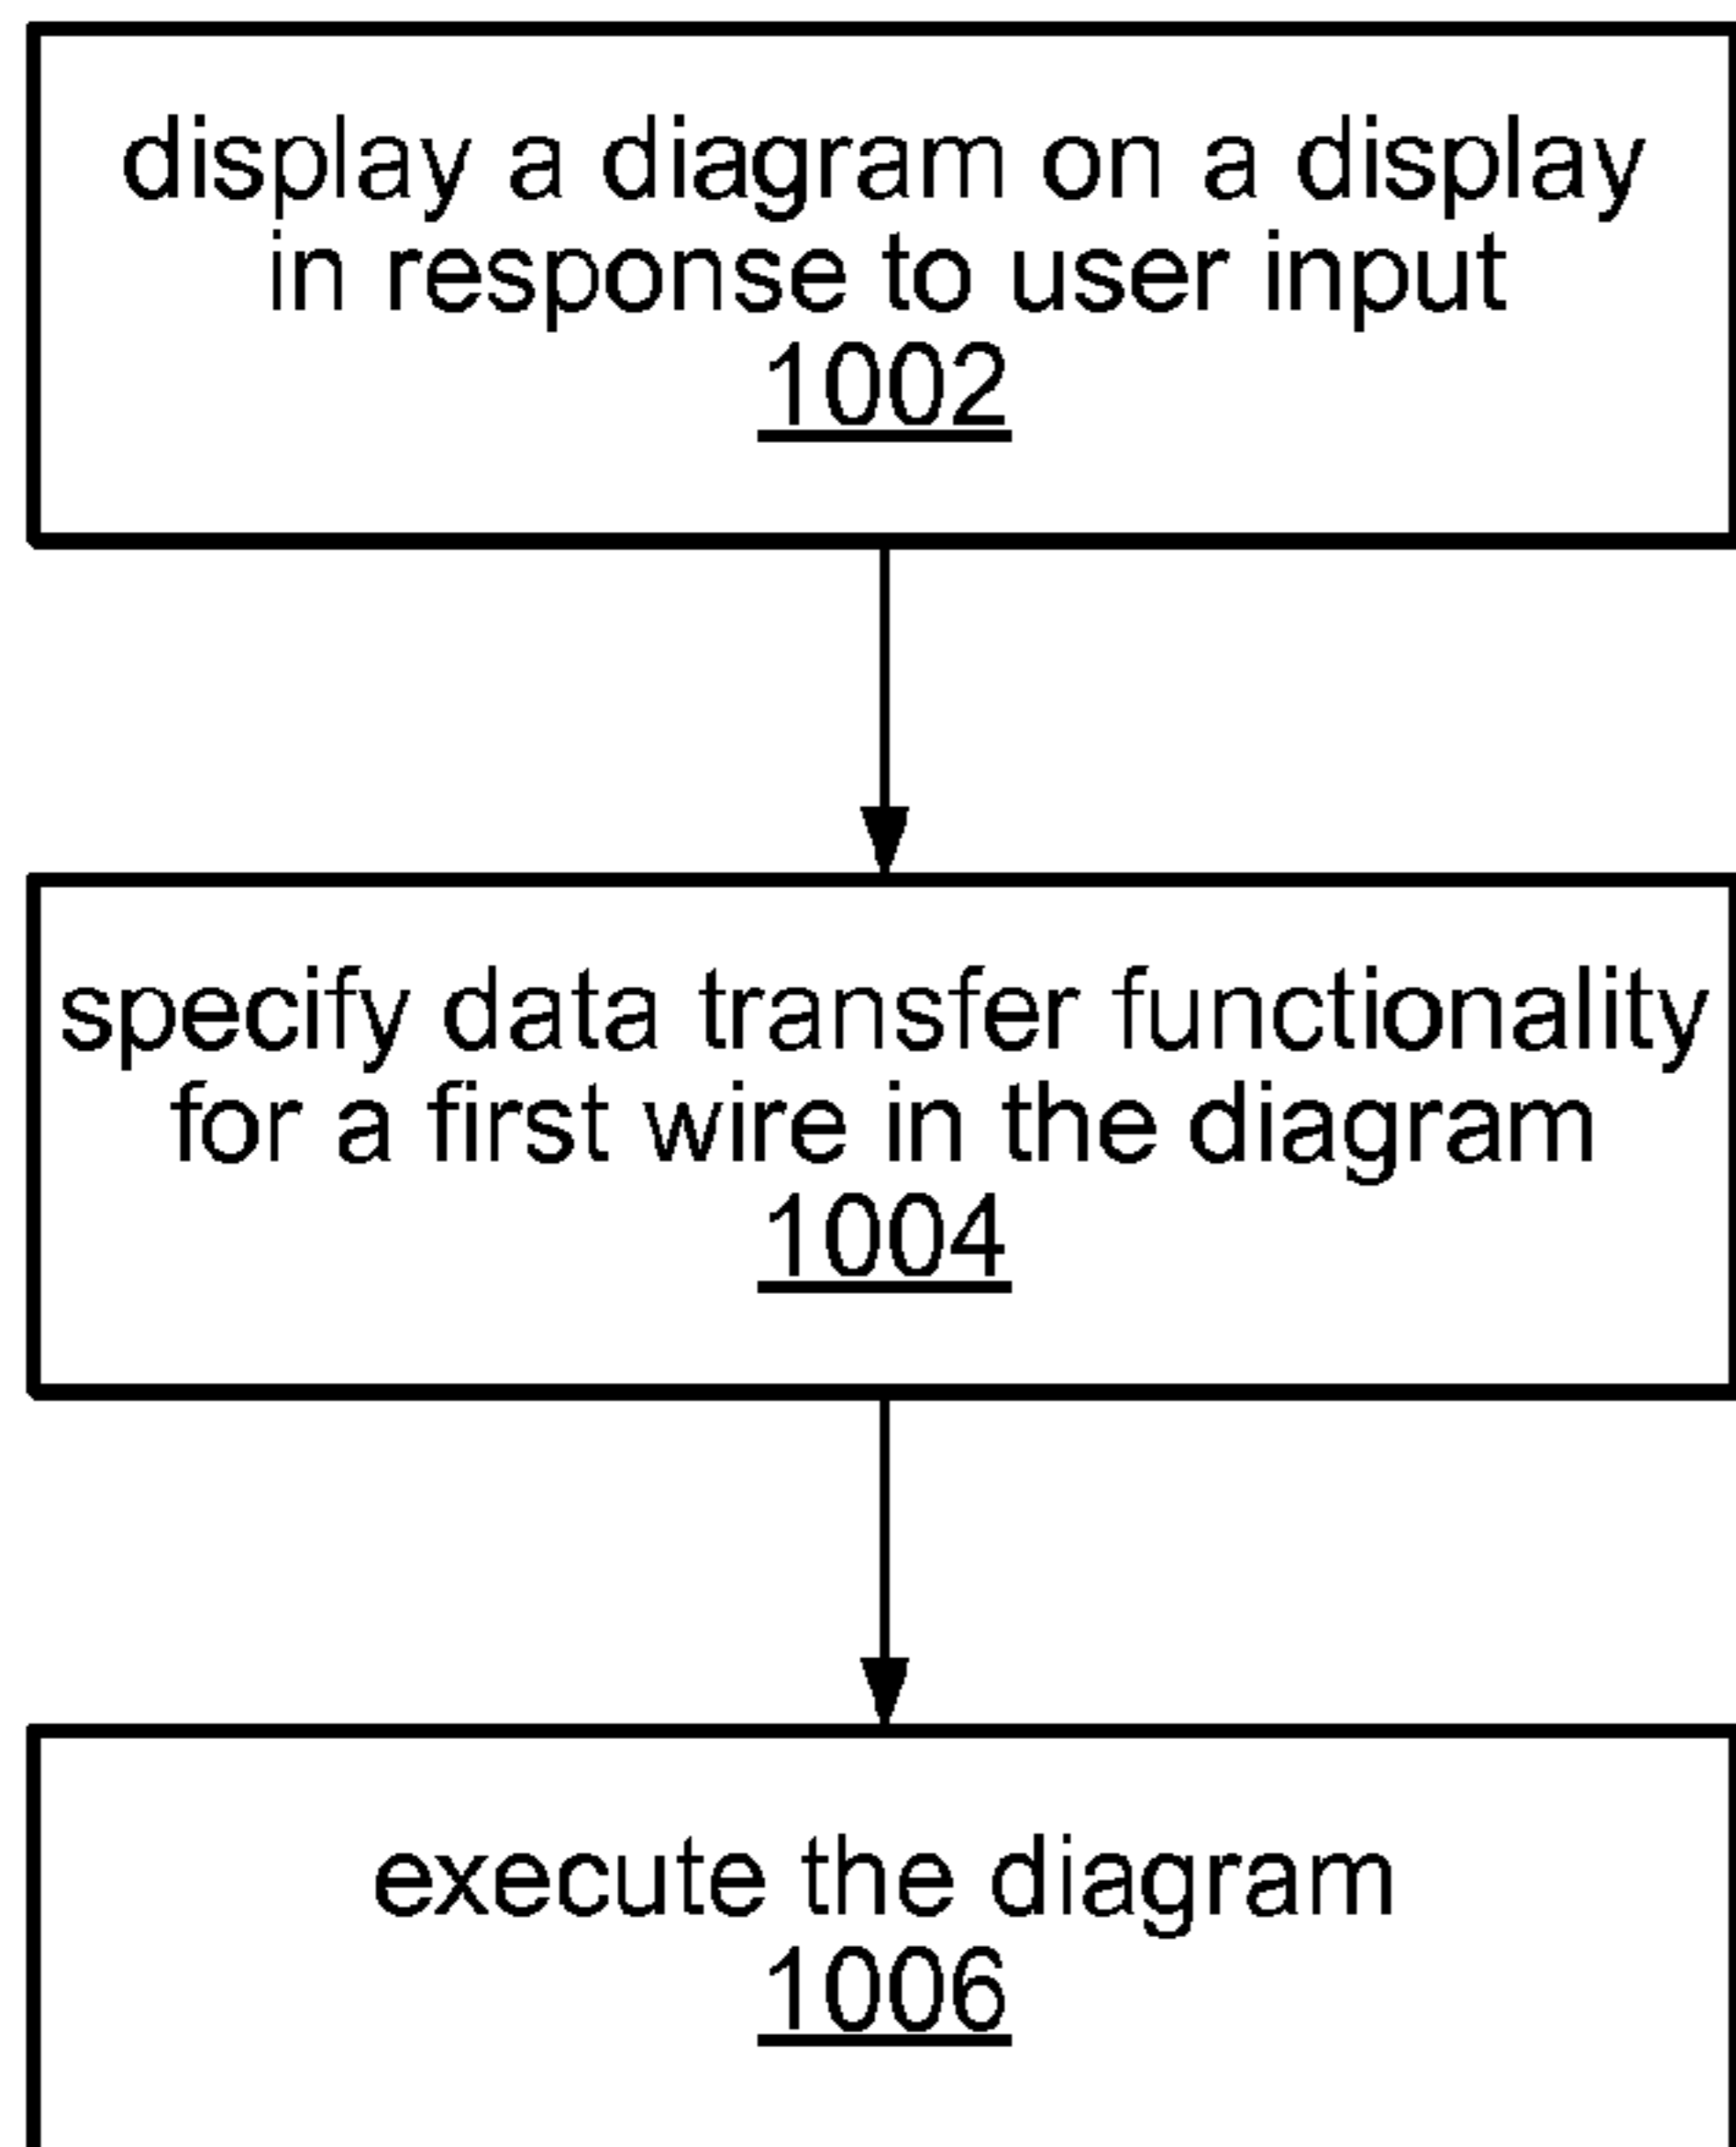 display a diagram on a display
in response to user input
1002
specify data transfer functionality
for a first wire in the diagram
1004
execute the diagram
1006